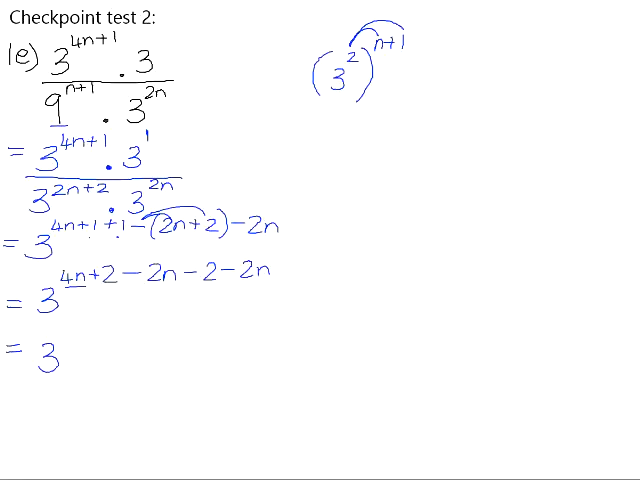 Checkpoint test 2:
1e) 3^{4n+1} . 3
9^{n+1} . 3^{2n}
(3^2)^{n+1}
= 3^{4n+1} . 3^1
3^{2n+2} . 3^{2n}
= 3^{4n+1+1-(2n+2)-2n}
= 3^{4n+2-2n-2-2n}
= 3